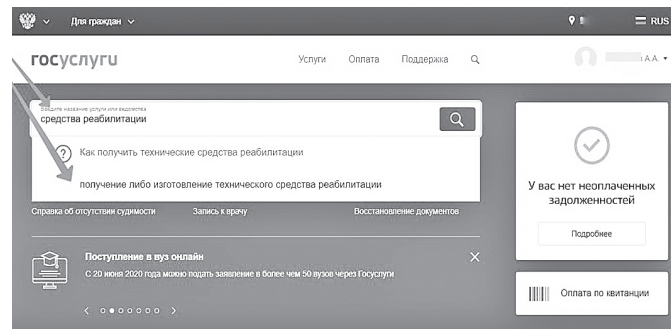 Для граждан
RUS
госуслуги
Услуги Оплата Поддержка
А.А.
Введите название услуги или ведомства
средства реабилитации
Как получить технические средства реабилитации
получение либо изготовление технического средства реабилитации
Справка об отсутствии судимости Запись к врачу Восстановление документов
У вас нет неоплаченных
задолженностей
Подробнее
Поступление в вуз онлайн
С 20 июня 2020 года можно подать заявление в более чем 50 вузов через Госуслуги
Оплата по квитанции